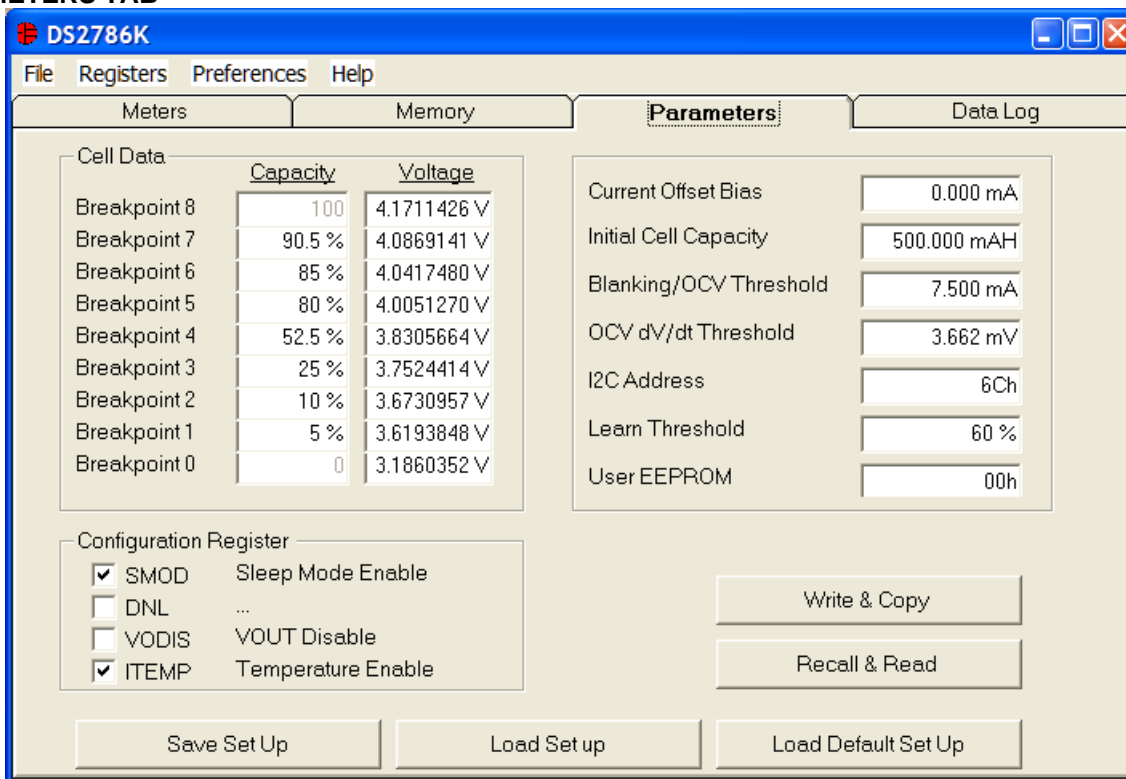 DS2786K
File Registers Preferences Help
Meters Memory Parameters Data Log
Cell Data
Capacity Voltage
Breakpoint 8 100 4.1711426 V
Breakpoint 7 90.5 % 4.0869141 V
Breakpoint 6 85 % 4.0417480 V
Breakpoint 5 80 % 4.0051270 V
Breakpoint 4 52.5 % 3.8305664 V
Breakpoint 3 25 % 3.7524414 V
Breakpoint 2 10 % 3.6730957 V
Breakpoint 1 5 % 3.6193848 V
Breakpoint 0 0 3.1860352 V
Current Offset Bias 0.000 mA
Initial Cell Capacity 500.000 mAH
Blanking/OCV Threshold 7.500 mA
OCV dV/dt Threshold 3.662 mV
I2C Address 6Ch
Learn Threshold 60 %
User EEPROM 00h
Configuration Register
SMOD Sleep Mode Enable
DNL ...
VODIS VOUT Disable
ITEMP Temperature Enable
Write & Copy
Recall & Read
Save Set Up Load Set up Load Default Set Up